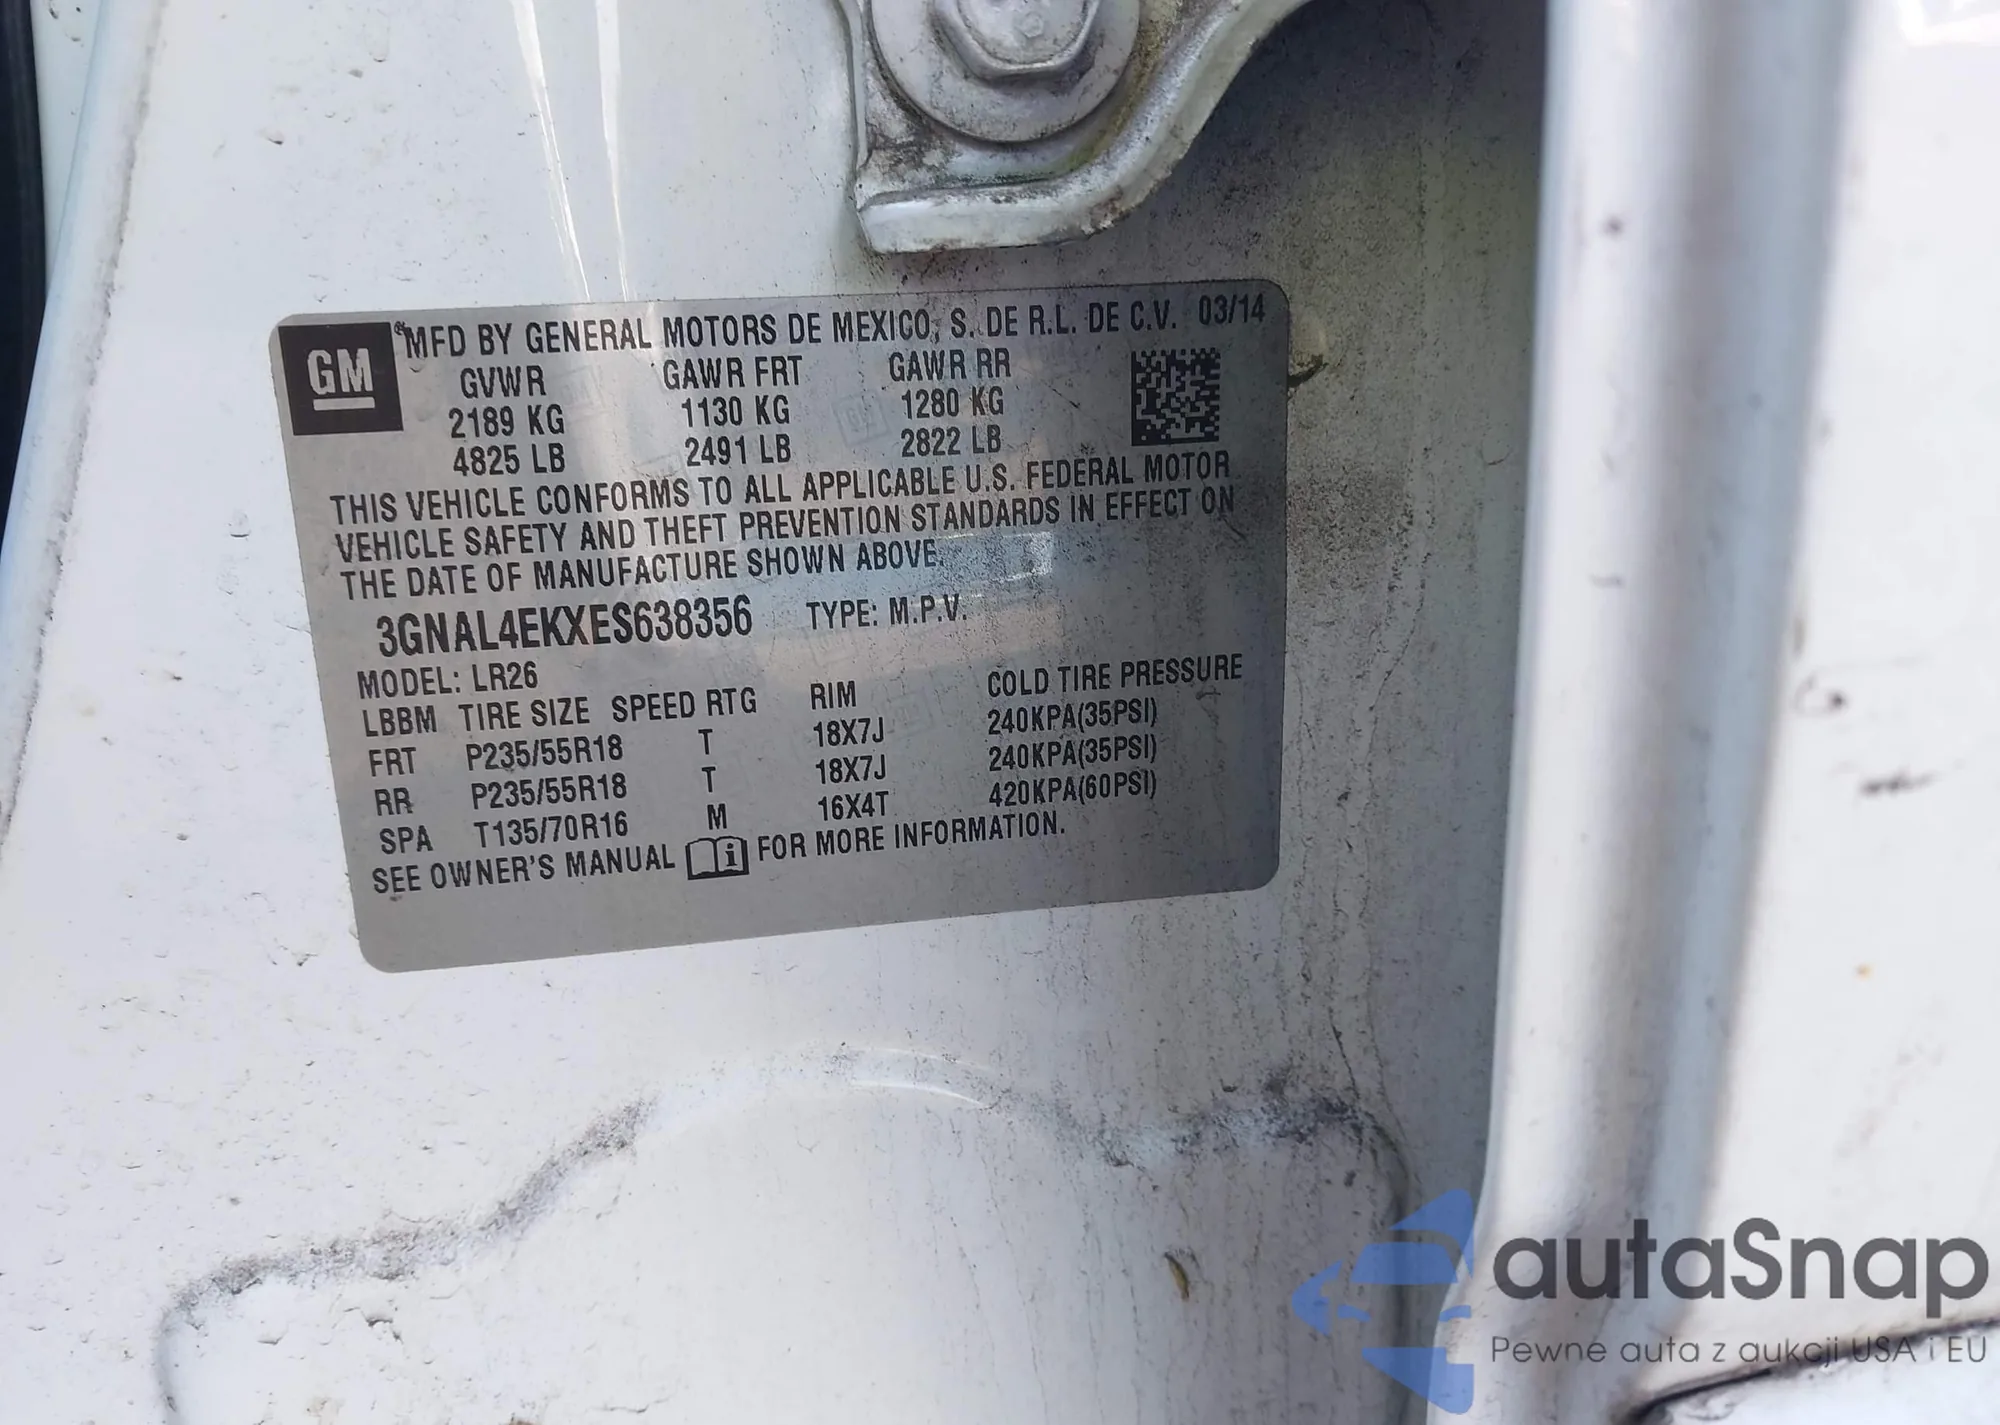 GM
MFD BY GENERAL MOTORS DE MEXICO, S. DE R.L. DE C.V. 03/14
GVWR GAWR FRT GAWR RR
2189 KG 1130 KG 1280 KG
4825 LB 2491 LB 2822 LB
THIS VEHICLE CONFORMS TO ALL APPLICABLE U.S. FEDERAL MOTOR
VEHICLE SAFETY AND THEFT PREVENTION STANDARDS IN EFFECT ON
THE DATE OF MANUFACTURE SHOWN ABOVE.
3GNAL4EKXES638356 TYPE: M.P.V.
MODEL: LR26
LBBM TIRE SIZE SPEED RTG RIM COLD TIRE PRESSURE
FRT P235/55R18 T 18X7J 240KPA(35PSI)
RR P235/55R18 T 18X7J 240KPA(35PSI)
SPA T135/70R16 M 16X4T 420KPA(60PSI)
SEE OWNER'S MANUAL i FOR MORE INFORMATION.
autaSnap
Pewne auta z aukcji USA i EU